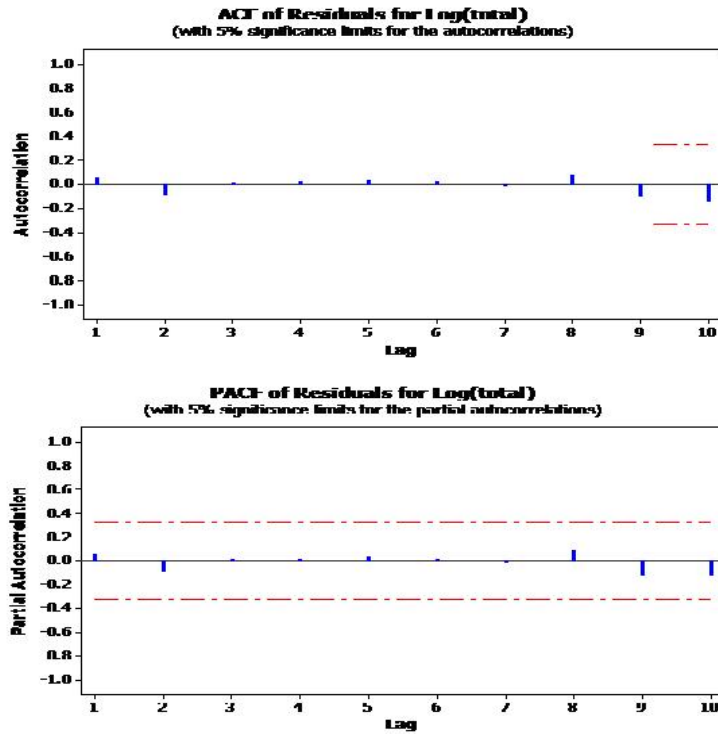 ACF of Residuals for Log(total)
(with 5% significance limits for the autocorrelations)
1.0
0.8
0.6
0.4
0.2
0.0
-0.2
-0.4
-0.6
-0.8
-1.0
Autocorrelation
1 2 3 4 5 6 7 8 9 10
Lag
PACF of Residuals for Log(total)
(with 5% significance limits for the partial autocorrelations)
1.0
0.8
0.6
0.4
0.2
0.0
-0.2
-0.4
-0.6
-0.8
-1.0
Partial Autocorrelation
1 2 3 4 5 6 7 8 9 10
Lag